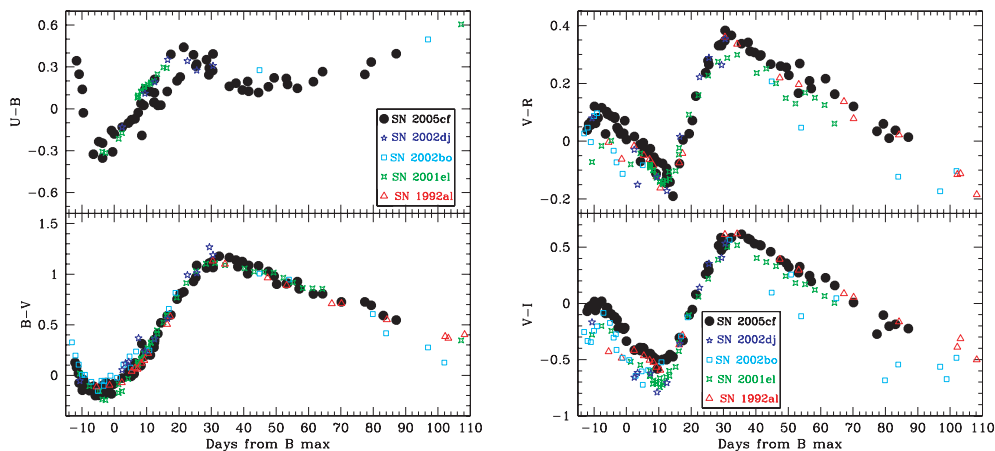 0.6
0.3
0
−0.3
−0.6
U−B
SN 2005cf
SN 2002dj
SN 2002bo
SN 2001el
SN 1992al
1.5
1
0.5
0
B−V
−10 0 10 20 30 40 50 60 70 80 90 100 110
Days from B max
0.4
0.2
0
−0.2
V−R
0.5
0
−0.5
−1
V−I
SN 2005cf
SN 2002dj
SN 2002bo
SN 2001el
SN 1992al
−10 0 10 20 30 40 50 60 70 80 90 100 110
Days from B max